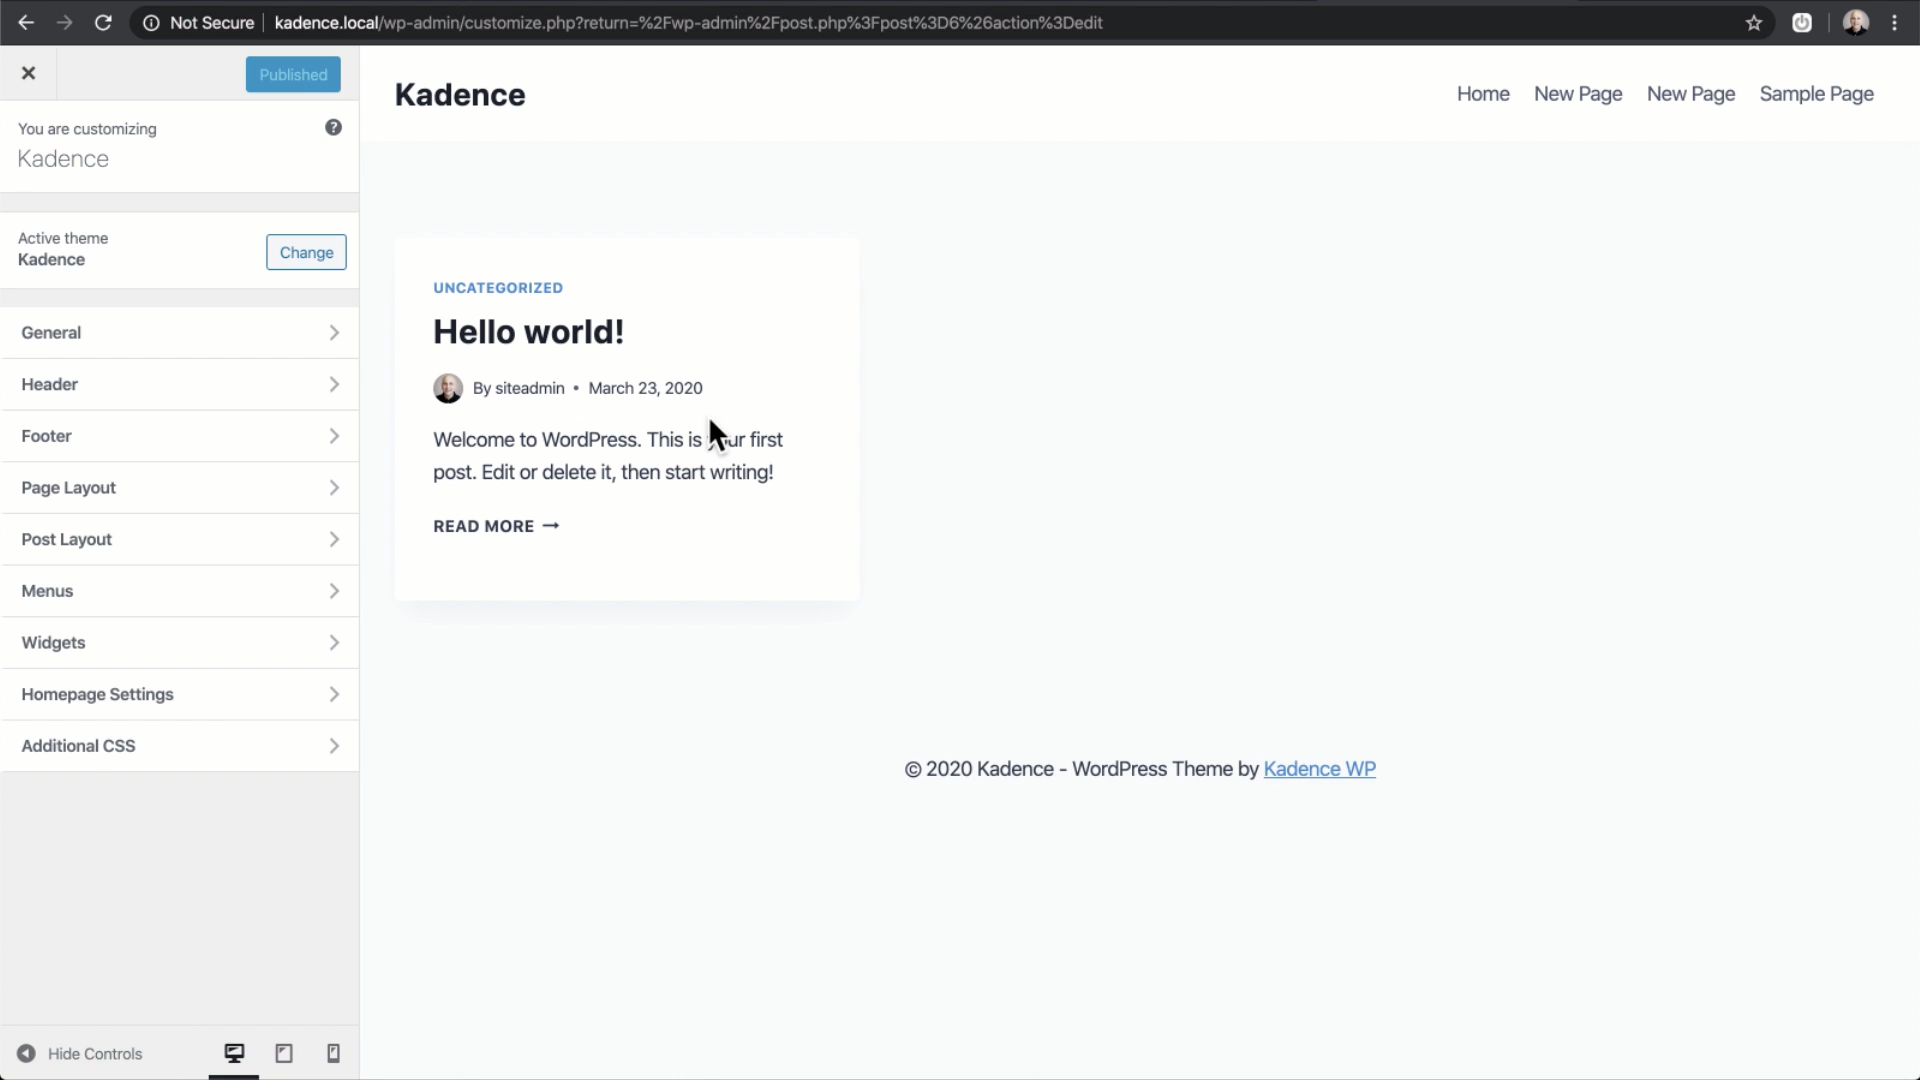 Not Secure kadence.local/wp-admin/customize.php?return=%2Fwp-admin%2Fpost.php%3Fpost%3D6%26action%3Dedit
Published
You are customizing
Kadence
Active theme
Kadence
Change
General
Header
Footer
Page Layout
Post Layout
Menus
Widgets
Homepage Settings
Additional CSS
Hide Controls
Kadence
Home New Page New Page Sample Page
UNCATEGORIZED
Hello world!
By siteadmin • March 23, 2020
Welcome to WordPress. This is your first
post. Edit or delete it, then start writing!
READ MORE →
© 2020 Kadence - WordPress Theme by Kadence WP